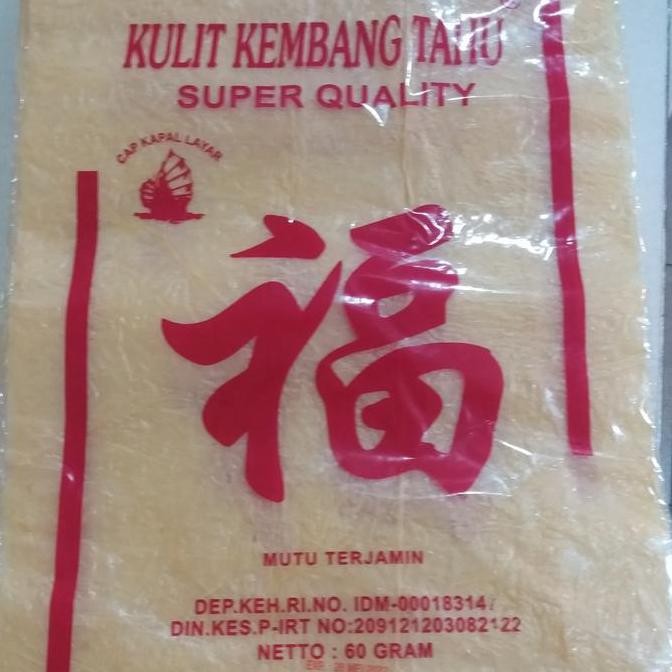 KULIT KEMBANG TAHU
SUPER QUALITY
CAP KAPAL LAYAR
福
MUTU TERJAMIN
DEP.KEH.RI.NO. IDM-000183147
DIN.KES.P-IRT NO:209121203082122
NETTO : 60 GRAM